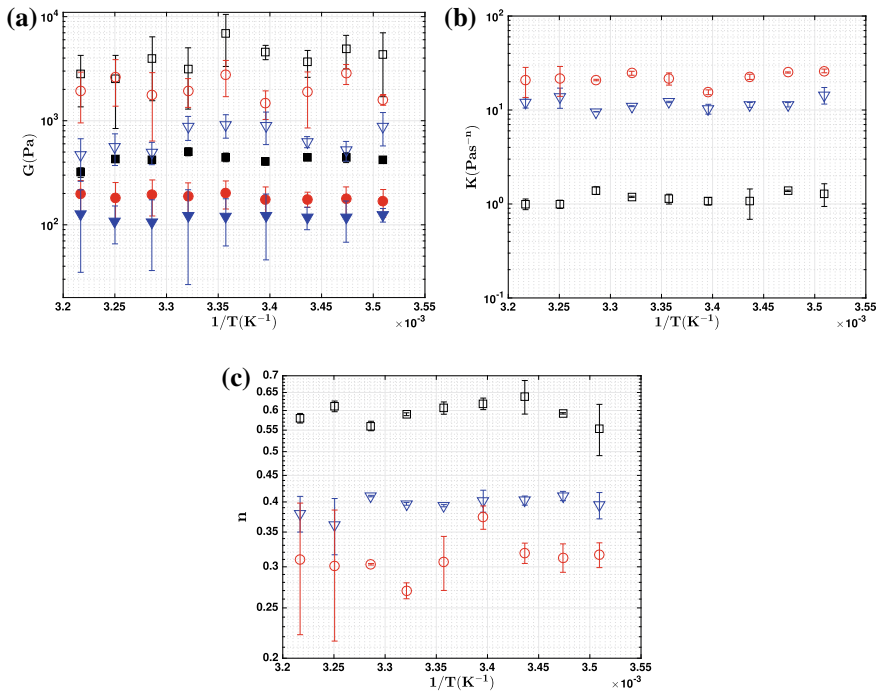 (a)
10^4
10^3
10^2
G(Pa)
3.2 3.25 3.3 3.35 3.4 3.45 3.5 3.55
1/T(K^{-1}) ×10^{-3}
(b)
10^2
10^1
10^0
10^{-1}
K(Pas^{-n})
3.2 3.25 3.3 3.35 3.4 3.45 3.5 3.55
1/T(K^{-1}) ×10^{-3}
(c)
0.7
0.65
0.6
0.55
0.5
0.45
0.4
0.35
0.3
0.25
0.2
n
3.2 3.25 3.3 3.35 3.4 3.45 3.5 3.55
1/T(K^{-1}) ×10^{-3}